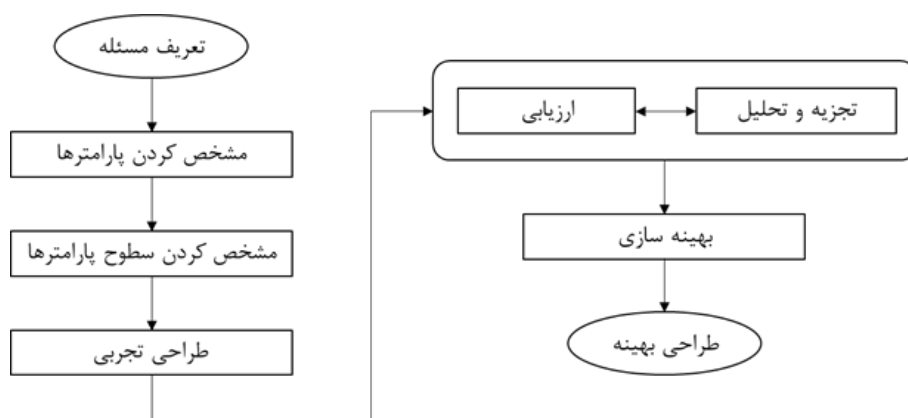 تعریف مسئله
مشخص کردن پارامترها
مشخص کردن سطوح پارامترها
طراحی تجربی
ارزیابی
تجزیه و تحلیل
بهینه سازی
طراحی بهینه